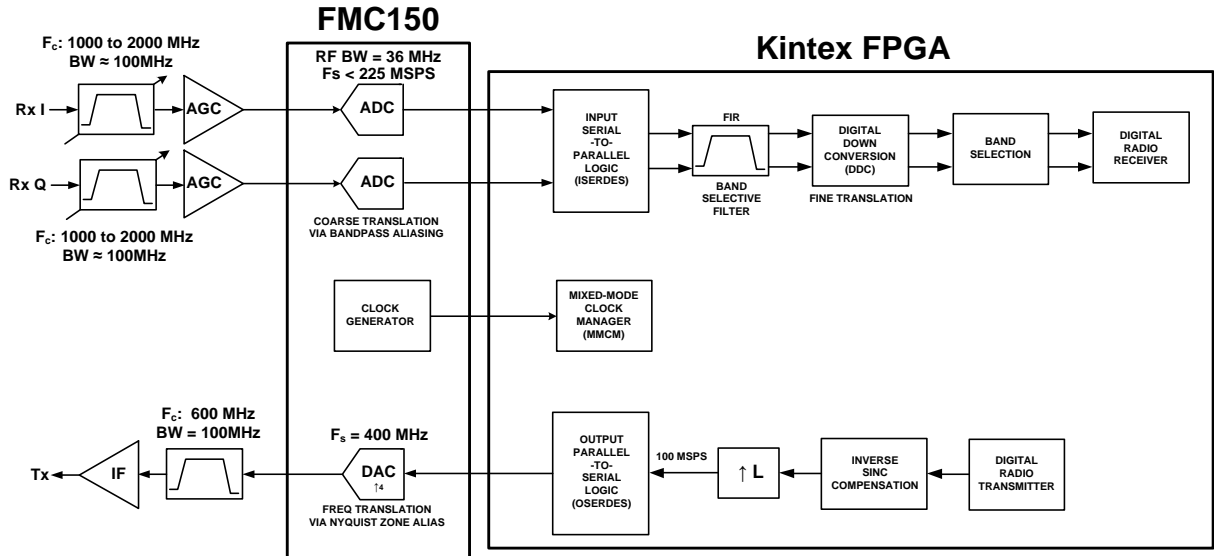 FMC150
Kintex FPGA
Fc: 1000 to 2000 MHz
BW ≈ 100MHz
RF BW = 36 MHz
Fs < 225 MSPS
Rx I
AGC
ADC
INPUT
SERIAL
-TO-
PARALLEL
LOGIC
(ISERDES)
FIR
BAND
SELECTIVE
FILTER
DIGITAL
DOWN
CONVERSION
(DDC)
FINE TRANSLATION
BAND
SELECTION
DIGITAL
RADIO
RECEIVER
Rx Q
AGC
ADC
COARSE TRANSLATION
VIA BANDPASS ALIASING
Fc: 1000 to 2000 MHz
BW ≈ 100MHz
CLOCK
GENERATOR
MIXED-MODE
CLOCK
MANAGER
(MMCM)
Fc: 600 MHz
BW = 100MHz
Fs = 400 MHz
Tx
IF
DAC
↑4
FREQ TRANSLATION
VIA NYQUIST ZONE ALIAS
OUTPUT
PARALLEL
-TO-
SERIAL
LOGIC
(OSERDES)
100 MSPS
↑ L
INVERSE
SINC
COMPENSATION
DIGITAL
RADIO
TRANSMITTER